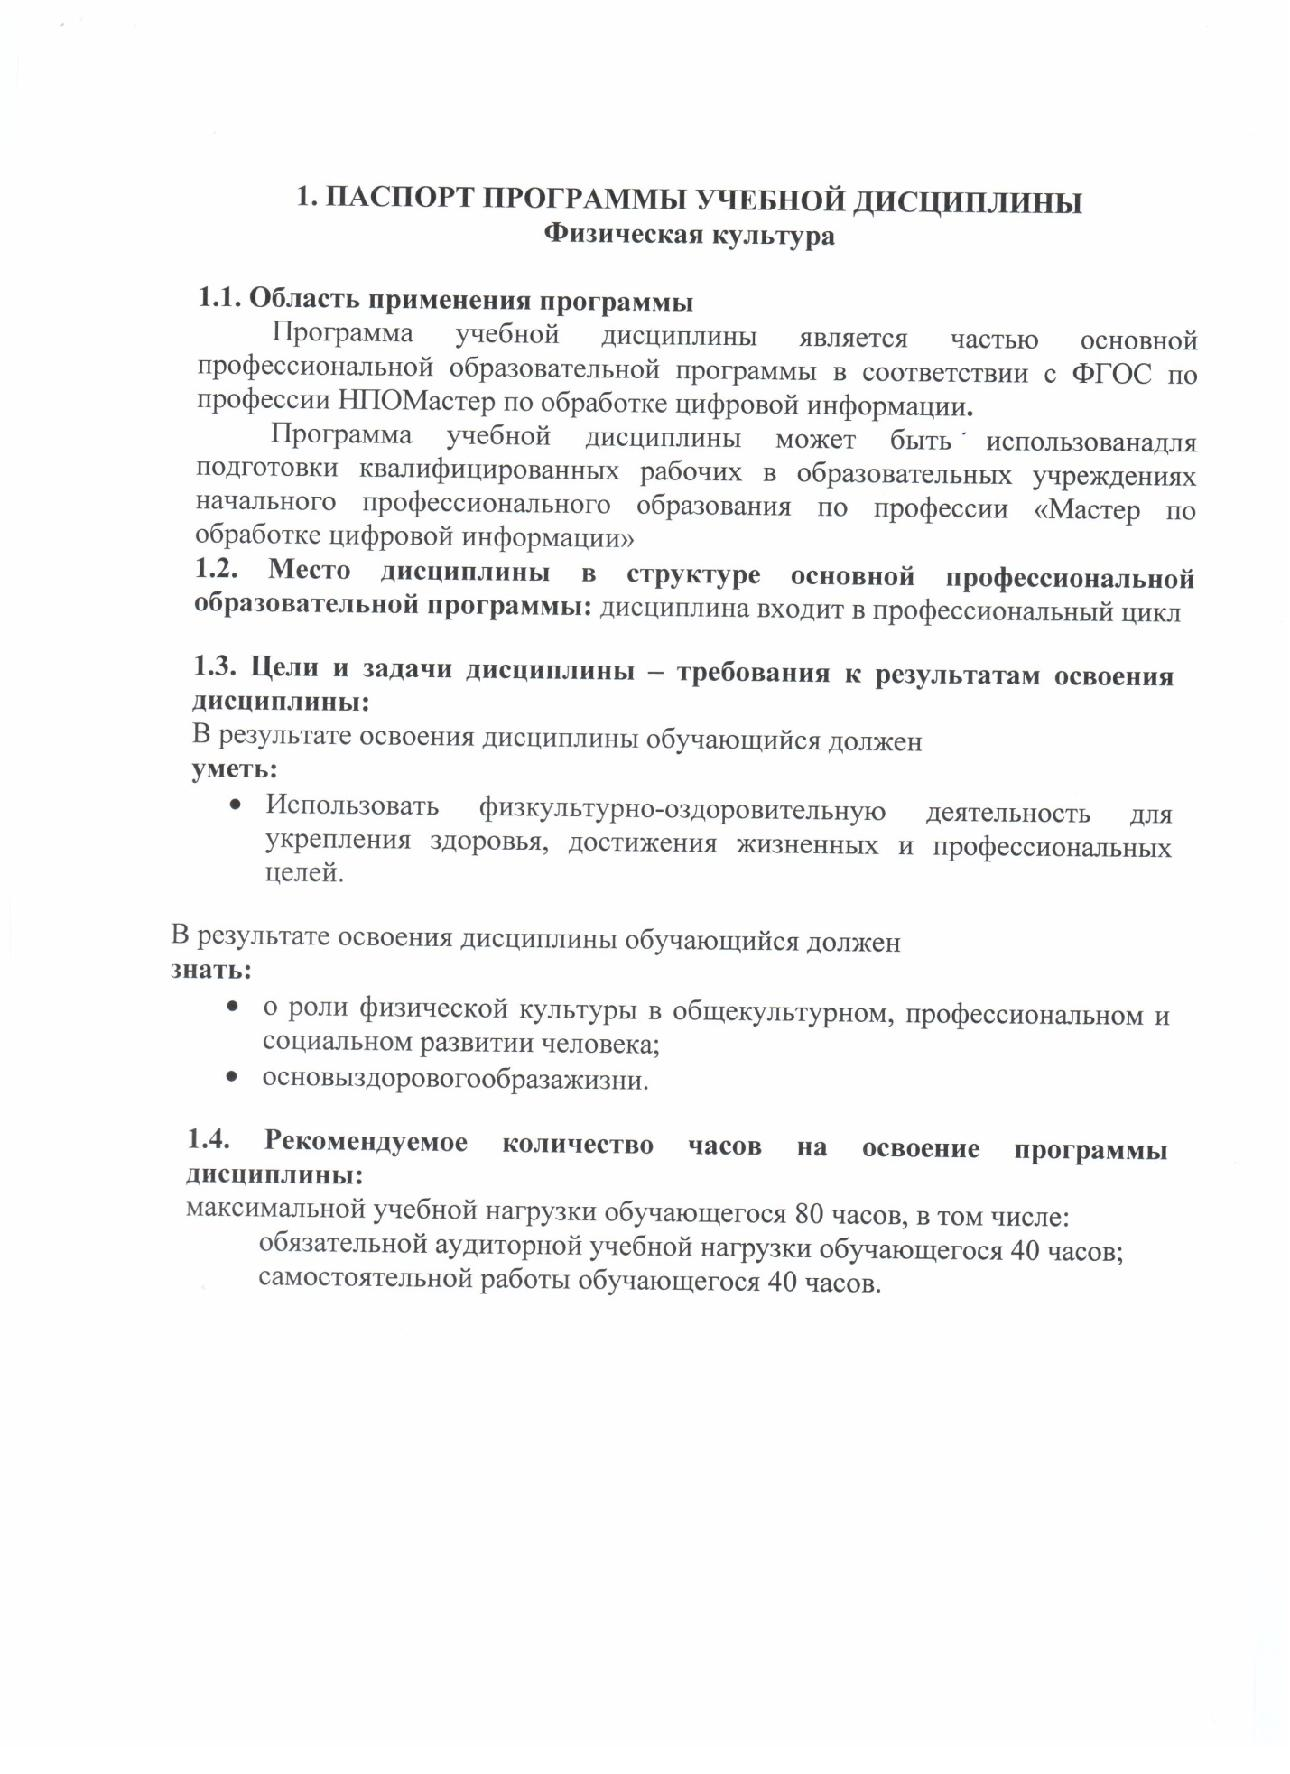 1. ПАСПОРТ ПРОГРАММЫ УЧЕБНОЙ ДИСЦИПЛИНЫ
Физическая культура
1.1. Область применения программы
Программа учебной дисциплины является частью основной
профессиональной образовательной программы в соответствии с ФГОС по
профессии НПОМастер по обработке цифровой информации.
Программа учебной дисциплины может быть использованадля
подготовки квалифицированных рабочих в образовательных учреждениях
начального профессионального образования по профессии «Мастер по
обработке цифровой информации»
1.2. Место дисциплины в структуре основной профессиональной
образовательной программы: дисциплина входит в профессиональный цикл
1.3. Цели и задачи дисциплины – требования к результатам освоения
дисциплины:
В результате освоения дисциплины обучающийся должен
уметь:
• Использовать физкультурно-оздоровительную деятельность для
укрепления здоровья, достижения жизненных и профессиональных
целей.
В результате освоения дисциплины обучающийся должен
знать:
• о роли физической культуры в общекультурном, профессиональном и
социальном развитии человека;
• основыздоровогообразажизни.
1.4. Рекомендуемое количество часов на освоение программы
дисциплины:
максимальной учебной нагрузки обучающегося 80 часов, в том числе:
обязательной аудиторной учебной нагрузки обучающегося 40 часов;
самостоятельной работы обучающегося 40 часов.